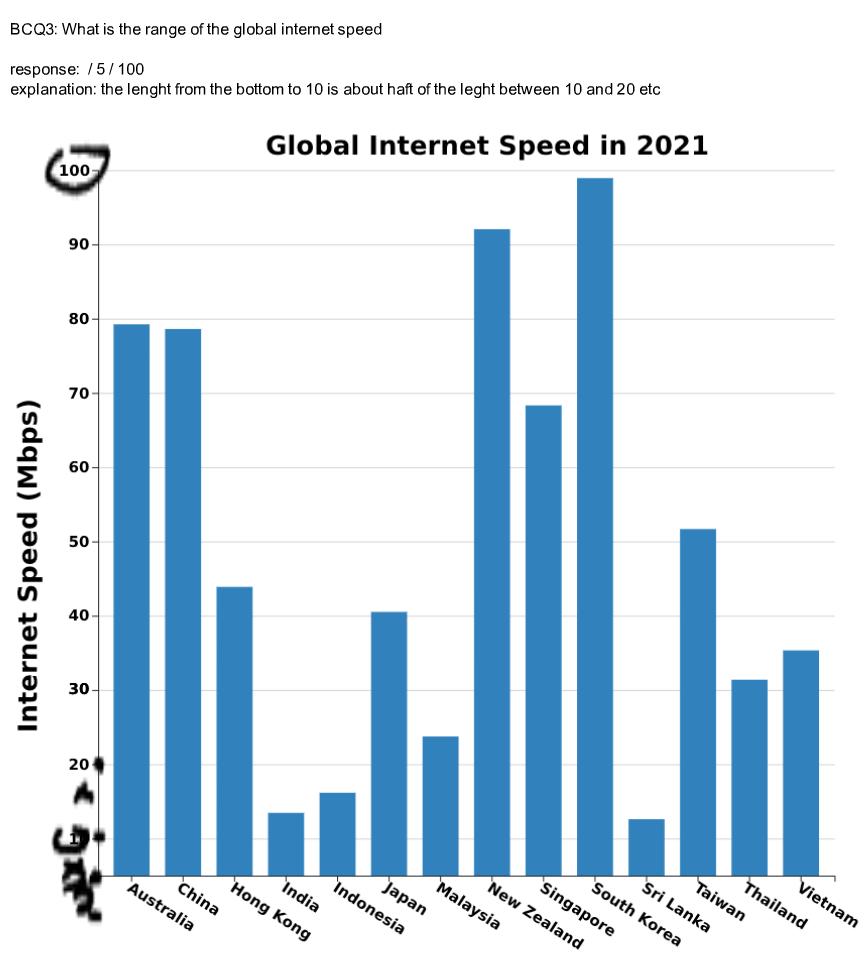 BCQ3: What is the range of the global internet speed
response:  / 5 / 100
explanation: the lenght from the bottom to 10 is about haft of the leght between 10 and 20 etc
Global Internet Speed in 2021
Internet Speed (Mbps)
100
90
80
70
60
50
40
30
20
10
Australia
China
Hong Kong
India
Indonesia
Japan
Malaysia
New Zealand
Singapore
South Korea
Sri Lanka
Taiwan
Thailand
Vietnam